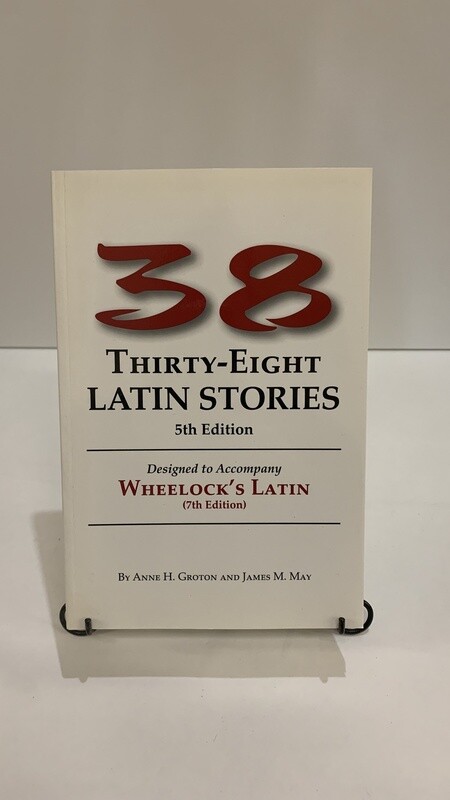 38
THIRTY-EIGHT
LATIN STORIES
5th Edition
Designed to Accompany
WHEELOCK'S LATIN
(7th Edition)
BY ANNE H. GROTON AND JAMES M. MAY